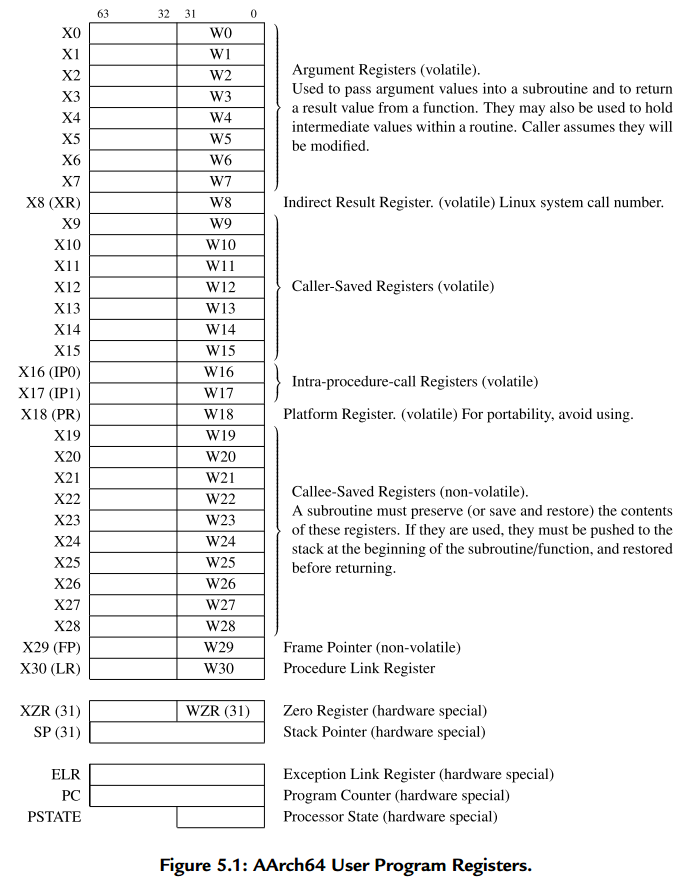 63 32 31 0
X0 W0
X1 W1
X2 W2
X3 W3
X4 W4
X5 W5
X6 W6
X7 W7
Argument Registers (volatile).
Used to pass argument values into a subroutine and to return
a result value from a function. They may also be used to hold
intermediate values within a routine. Caller assumes they will
be modified.
X8 (XR) W8 Indirect Result Register. (volatile) Linux system call number.
X9 W9
X10 W10
X11 W11
X12 W12
X13 W13
X14 W14
X15 W15
Caller-Saved Registers (volatile)
X16 (IP0) W16
X17 (IP1) W17
Intra-procedure-call Registers (volatile)
X18 (PR) W18 Platform Register. (volatile) For portability, avoid using.
X19 W19
X20 W20
X21 W21
X22 W22
X23 W23
X24 W24
X25 W25
X26 W26
X27 W27
X28 W28
Callee-Saved Registers (non-volatile).
A subroutine must preserve (or save and restore) the contents
of these registers. If they are used, they must be pushed to the
stack at the beginning of the subroutine/function, and restored
before returning.
X29 (FP) W29 Frame Pointer (non-volatile)
X30 (LR) W30 Procedure Link Register
XZR (31) WZR (31) Zero Register (hardware special)
SP (31) Stack Pointer (hardware special)
ELR Exception Link Register (hardware special)
PC Program Counter (hardware special)
PSTATE Processor State (hardware special)
Figure 5.1: AArch64 User Program Registers.